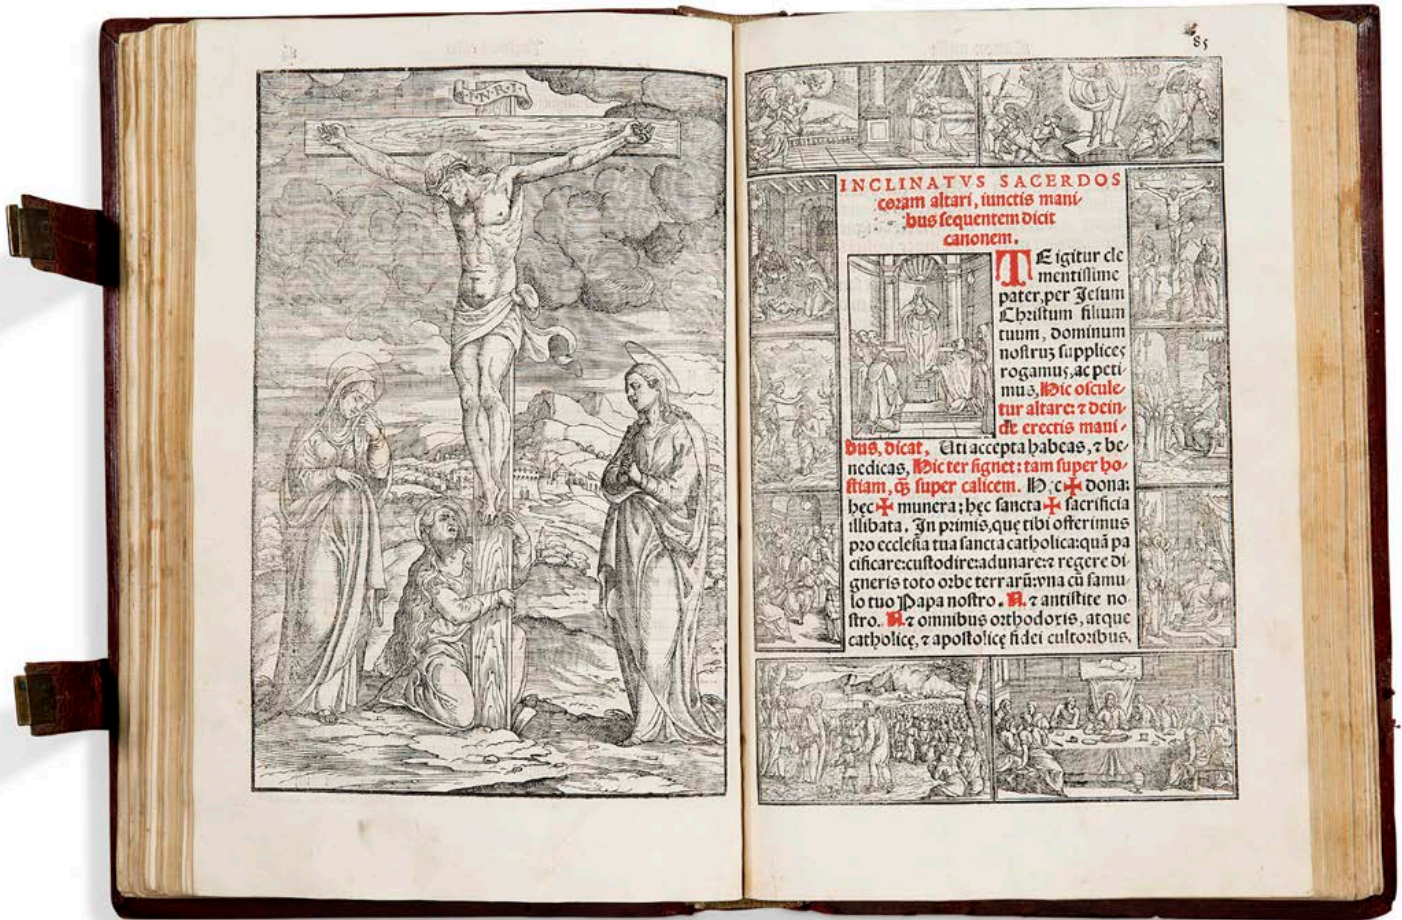 ·I·N·R·I·
85
INCLINATVS SACERDOS
coram altari, iunctis mani-
bus sequentem dicit
canonem.
TE igitur cle
mentissime
pater, per Jesum
Christum filium
tuum, dominum
nostruȝ supplices
rogamus, ac peti
mus, Hic oscule-
tur altare: ⁊ dein-
de erectis mani-
bus, dicat, Uti accepta habeas, ⁊ be-
nedicas, Hic ter signet: tam super ho-
stiam, qȝ super calicem. Hęc ✠ dona:
hęc ✠ munera: hęc sancta ✠ sacrificia
illibata. In primis, quę tibi offerimus
pro ecclesia tua sancta catholica: quã pa
cificare: custodire: adunare: ⁊ regere di-
gneris toto orbe terrarũ: vna cũ famu-
lo tuo Papa nostro. N. ⁊ antistite no-
stro. N. ⁊ omnibus orthodoxis, atque
catholicę, ⁊ apostolicę fidei cultoribus.